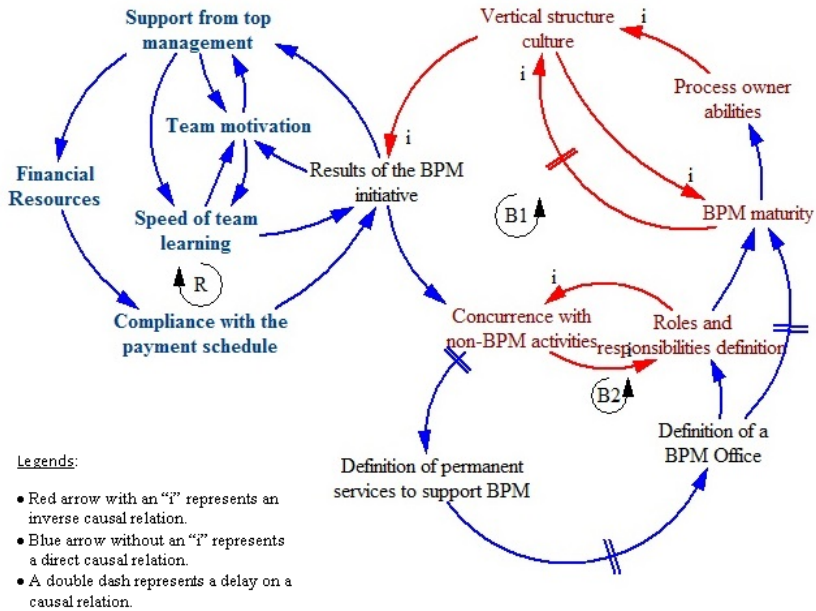 Support from top
management
Vertical structure
culture
i
i
Process owner
abilities
Team motivation
i
Results of the BPM
initiative
Financial
Resources
i
BPM maturity
Speed of team
learning
B1
R
i
Compliance with the
payment schedule
Concurrence with
non-BPM activities
Roles and
responsibilities definition
i
B2
Definition of a
BPM Office
Definition of permanent
services to support BPM
Legends:
• Red arrow with an “i” represents an
inverse causal relation.
• Blue arrow without an “i” represents
a direct causal relation.
• A double dash represents a delay on a
causal relation.